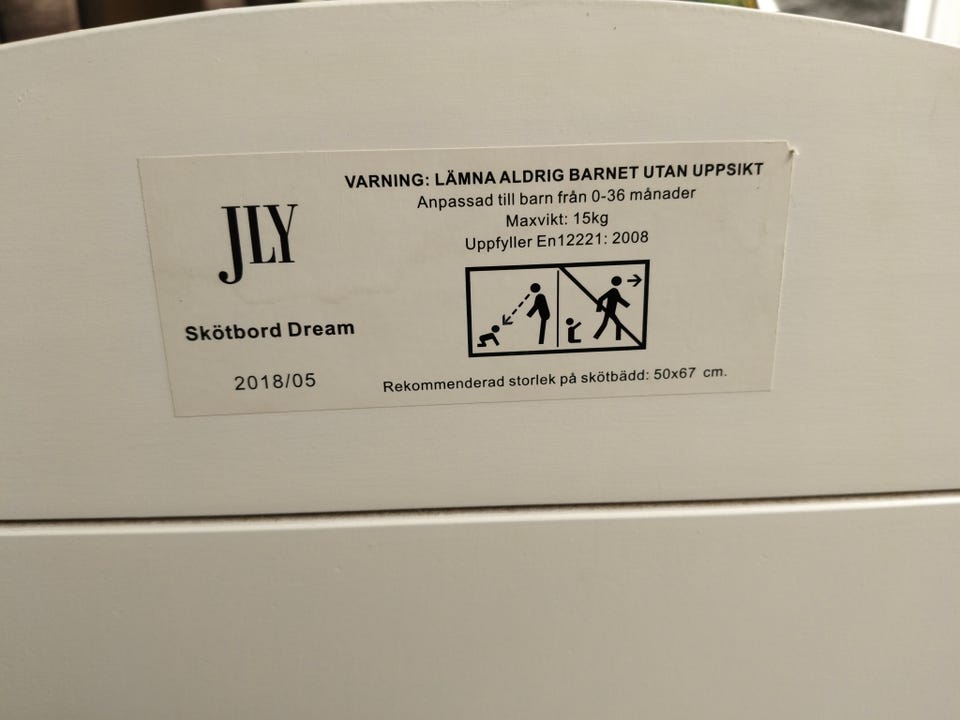 JLY
Skötbord Dream
2018/05
VARNING: LÄMNA ALDRIG BARNET UTAN UPPSIKT
Anpassad till barn från 0-36 månader
Maxvikt: 15kg
Uppfyller En12221: 2008
Rekommenderad storlek på skötbädd: 50x67 cm.